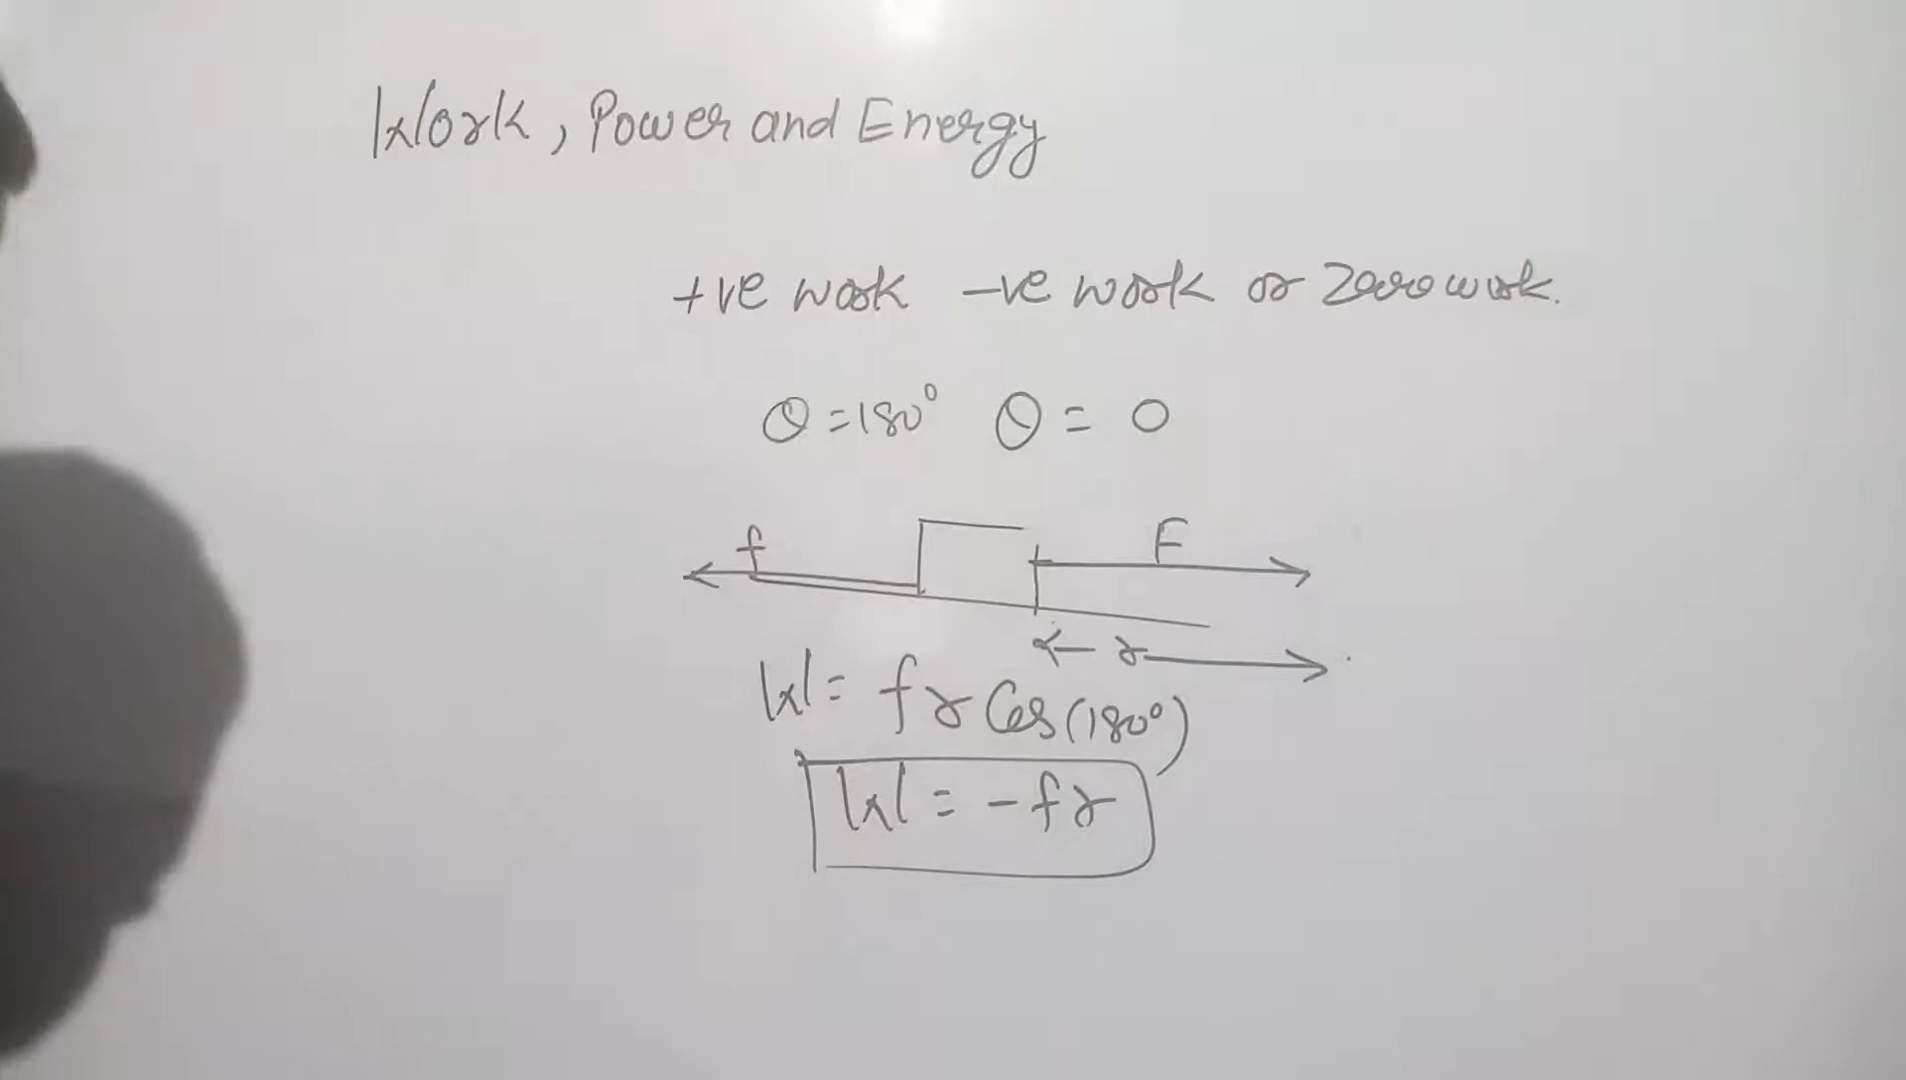 Work, Power and Energy
+ve work -ve work or Zero work.
θ = 180° θ = 0
f F
r
W = fr Cos(180°)
W = -fr